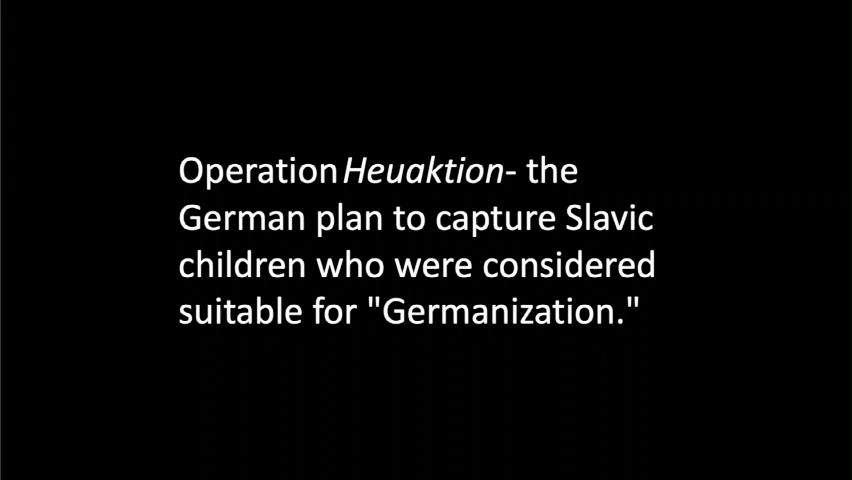 Operation Heuaktion- the
German plan to capture Slavic
children who were considered
suitable for "Germanization."